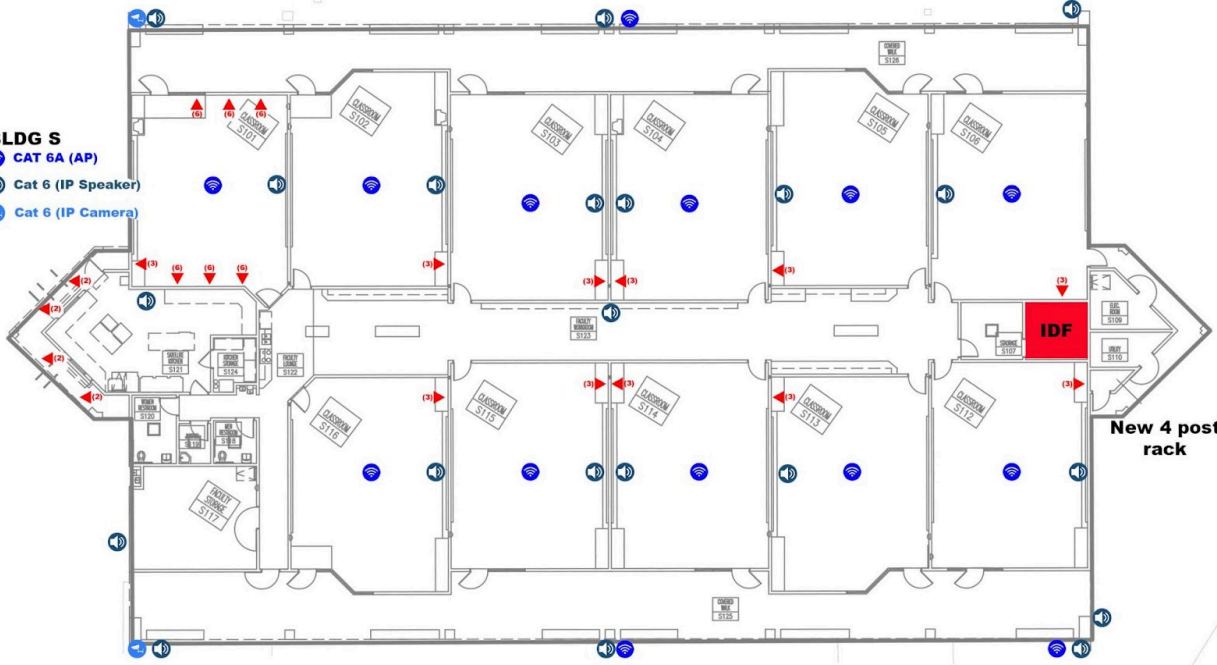 COVERED
WALK
S126
BLDG S
CAT 6A (AP)
Cat 6 (IP Speaker)
Cat 6 (IP Camera)
(6)
(6)
(6)
CLASSROOM
S101
CLASSROOM
S102
CLASSROOM
S103
CLASSROOM
S104
CLASSROOM
S105
CLASSROOM
S106
(3)
(6)
(6)
(6)
(3)
(3)
(3)
(3)
(3)
(2)
(2)
(2)
(2)
SATELLITE
KITCHEN
S121
KITCHEN
STORAGE
S124
FACULTY
LOUNGE
S122
FACULTY
WORKROOM
S123
STORAGE
S107
IDF
ELEC.
ROOM
S109
UTILITY
S110
WOMEN
RESTROOM
S120
S119
MEN
RESTROOM
S118
(3)
(3)
(3)
(3)
(3)
CLASSROOM
S116
CLASSROOM
S115
CLASSROOM
S114
CLASSROOM
S113
CLASSROOM
S112
New 4 post
rack
FACULTY
STORAGE
S117
COVERED
WALK
S125